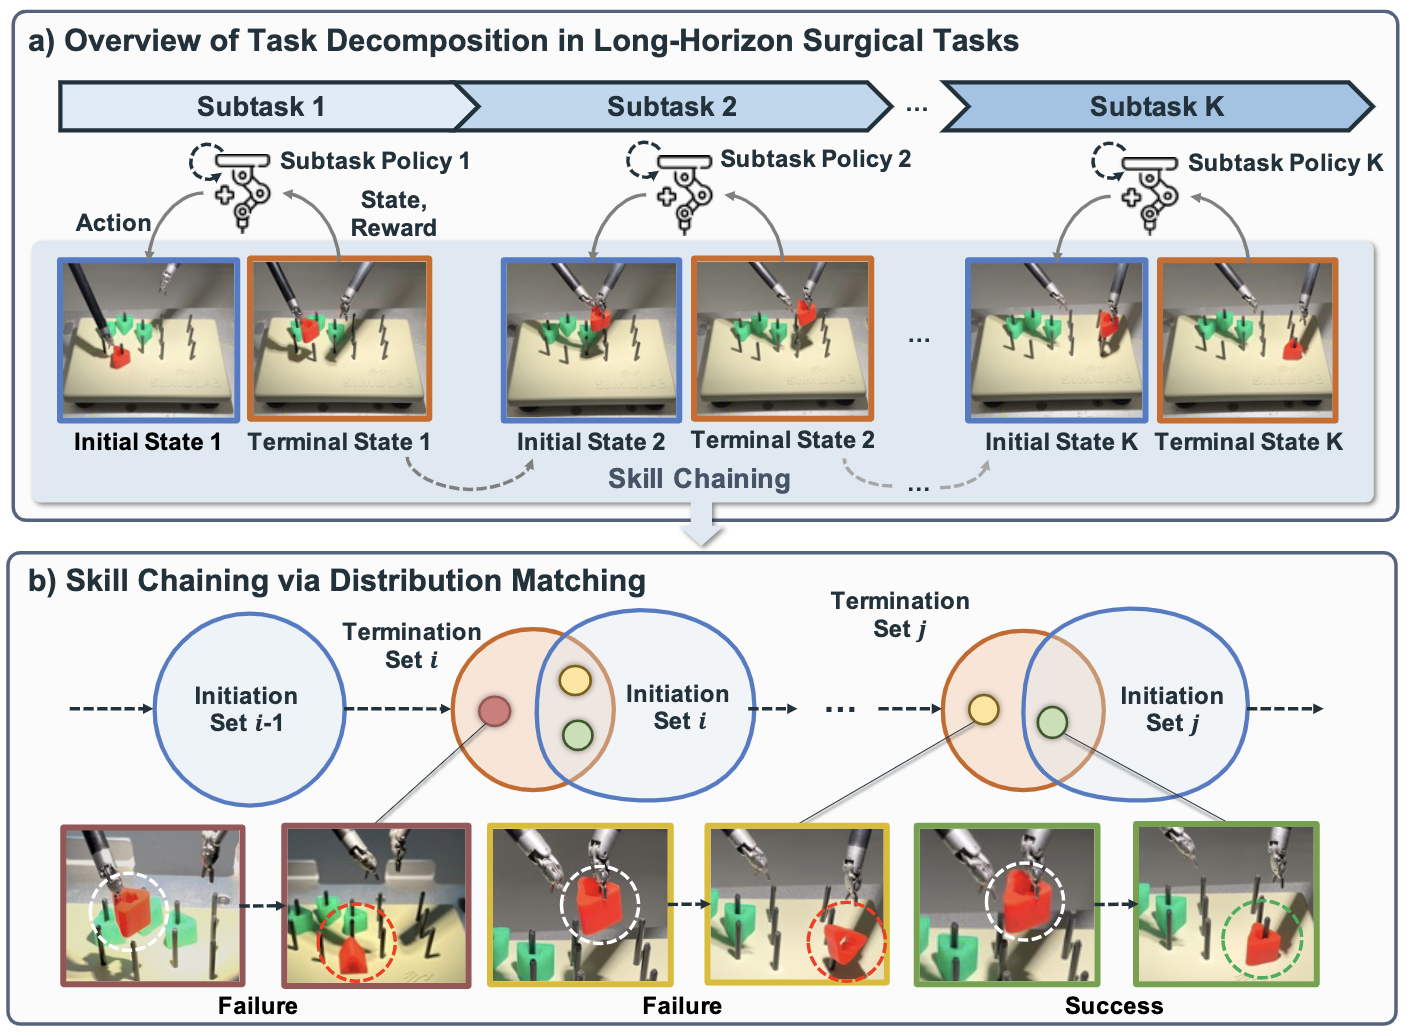 a) Overview of Task Decomposition in Long-Horizon Surgical Tasks
Subtask 1
Subtask 2
...
Subtask K
Subtask Policy 1
Subtask Policy 2
Subtask Policy K
Action
State,
Reward
...
Initial State 1
Terminal State 1
Initial State 2
Terminal State 2
Initial State K
Terminal State K
Skill Chaining
...
b) Skill Chaining via Distribution Matching
Initiation
Set i-1
Termination
Set i
Initiation
Set i
...
Termination
Set j
Initiation
Set j
Failure
Failure
Success